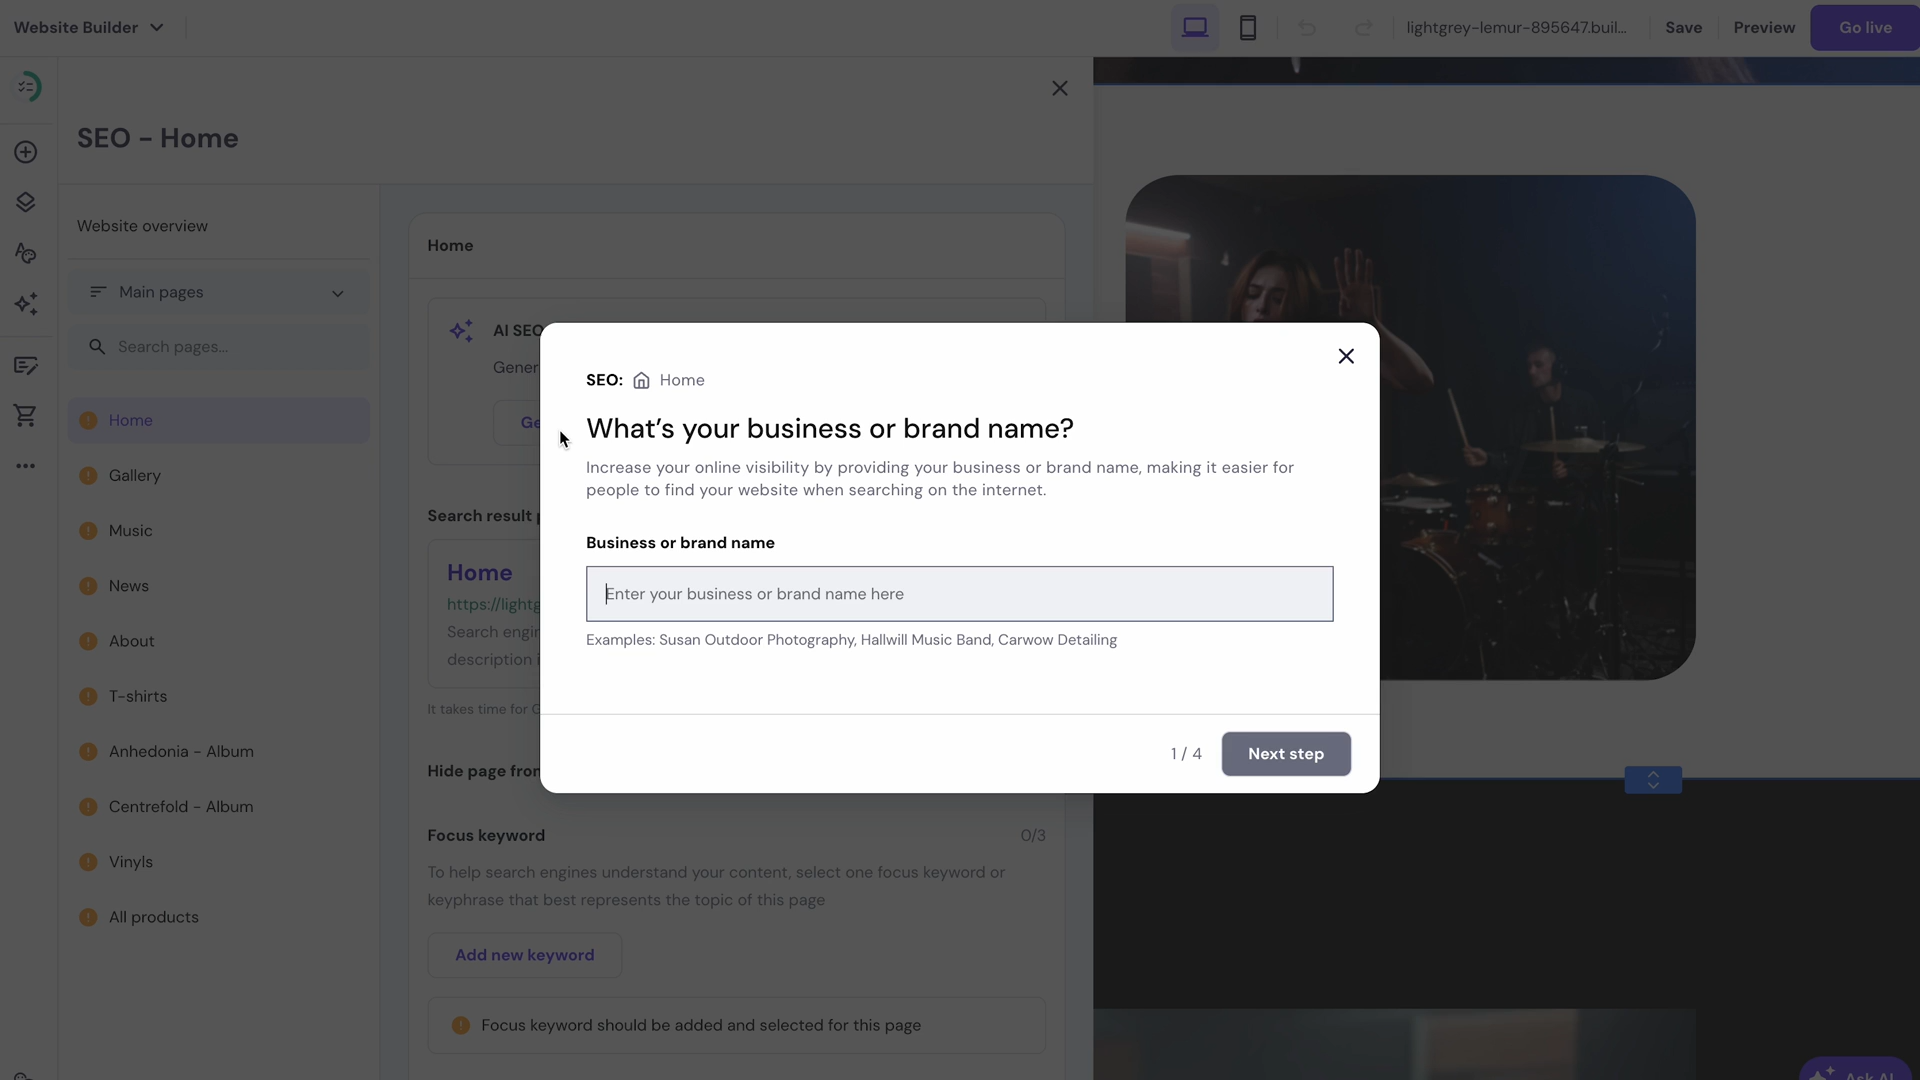 Website Builder
lightgrey-lemur-895647.buil...
Save
Preview
Go live
SEO - Home
Website overview
Main pages
Search pages...
Home
Gallery
Music
News
About
T-shirts
Anhedonia - Album
Centrefold - Album
Vinyls
All products
Home
AI SEO
Gener
Ge
Search result p
Home
https://lightg
Search engin
description i
It takes time for G
Hide page from
Focus keyword
0/3
To help search engines understand your content, select one focus keyword or
keyphrase that best represents the topic of this page
Add new keyword
Focus keyword should be added and selected for this page
SEO: Home
What's your business or brand name?
Increase your online visibility by providing your business or brand name, making it easier for
people to find your website when searching on the internet.
Business or brand name
Enter your business or brand name here
Examples: Susan Outdoor Photography, Hallwill Music Band, Carwow Detailing
1 / 4
Next step
Ask AI